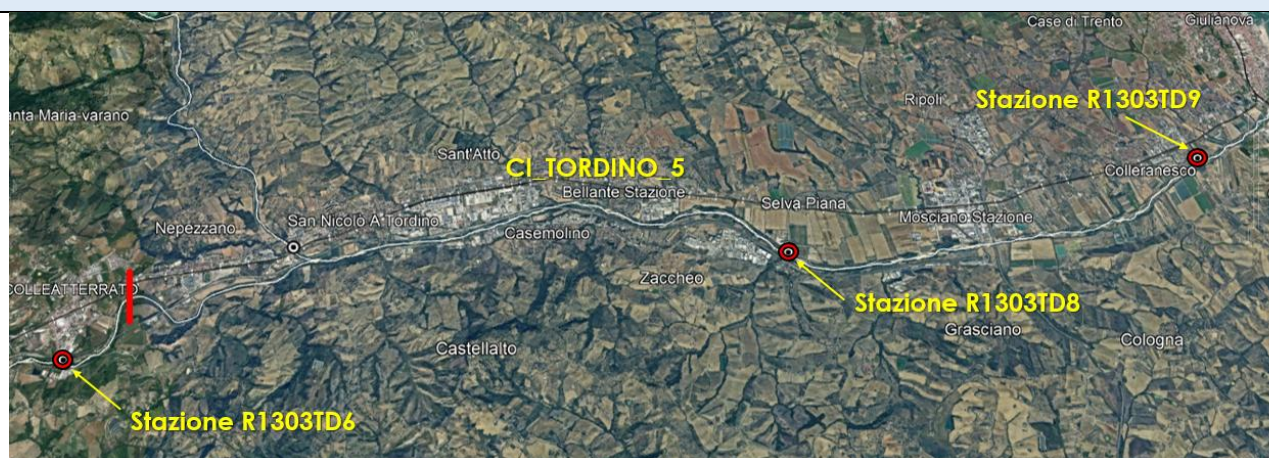 Case di Trento
Giulianova
Ripoli
Stazione R1303TD9
anta Maria-varano
Sant'Atto
CI_TORDINO_5
Colleranesco
Bellante Stazione
Selva Piana
Nepezzano
San Nicolò A Tordino
Mosciano Stazione
Casemolino
Zaccheo
COLLEATTERRATO
Stazione R1303TD8
Grasciano
Castellalto
Cologna
Stazione R1303TD6